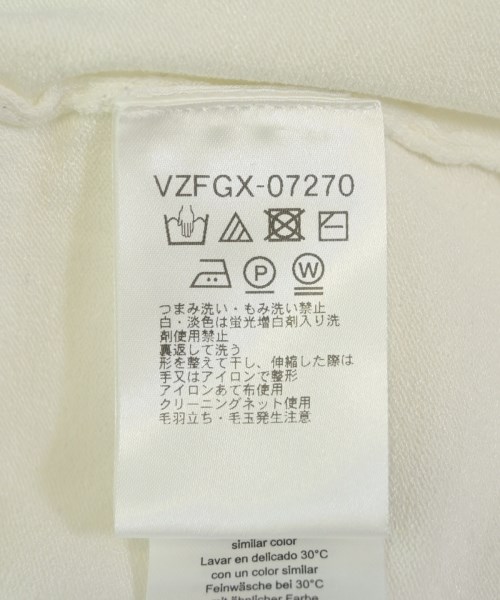 VZFGX-07270
P
W
つまみ洗い・もみ洗い禁止
白・淡色は蛍光増白剤入り洗
剤使用禁止
裏返して洗う
形を整えて干し、伸縮した際は
手又はアイロンで整形
アイロンあて布使用
クリーニングネット使用
毛羽立ち・毛玉発生注意
similar color
Lavar en delicado 30°C
con un color similar
Feinwäsche bei 30°C
mit ähnlicher Farbe